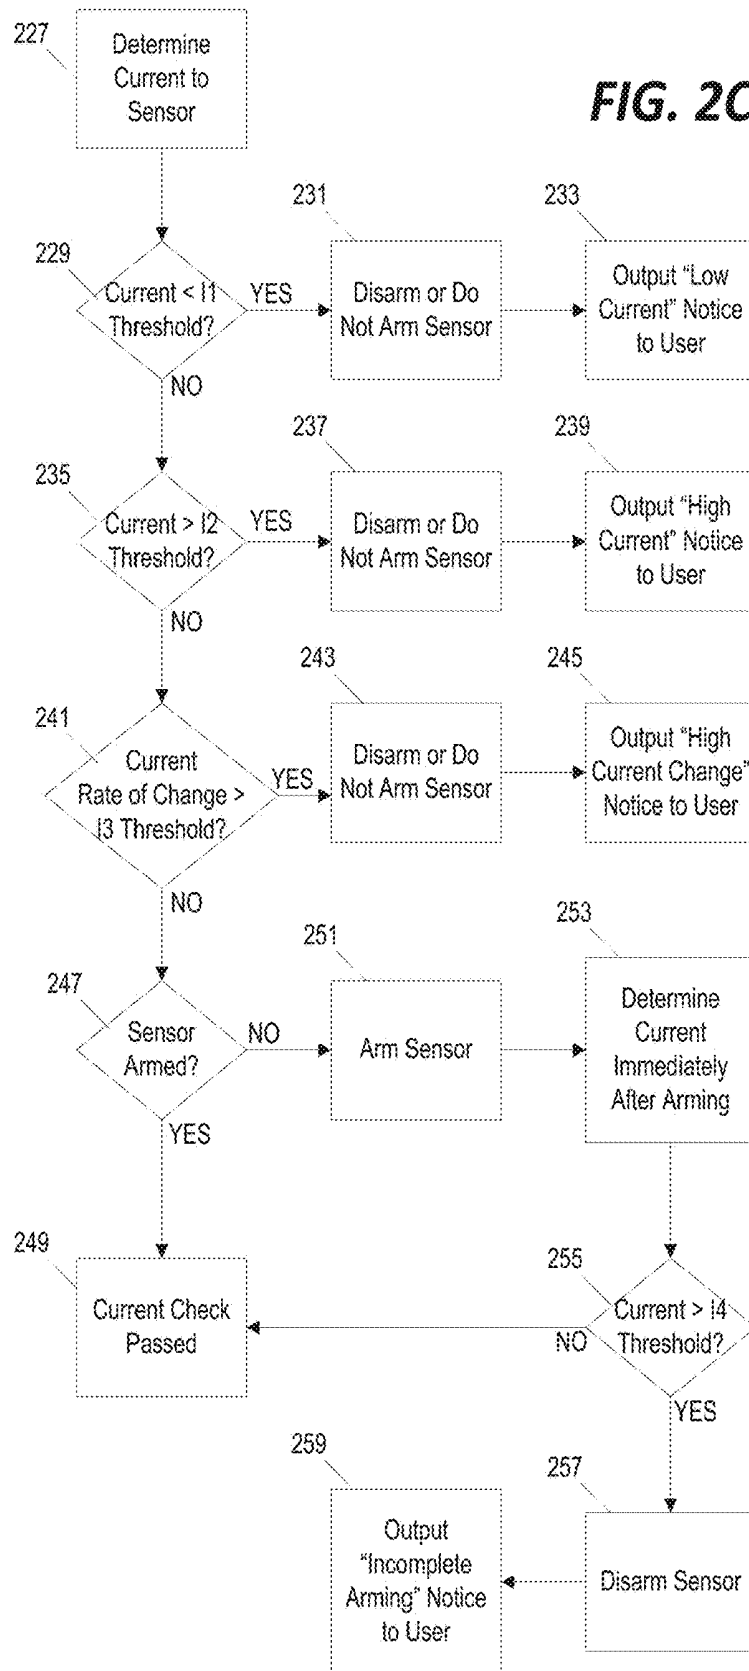 227
Determine
Current to
Sensor
FIG. 2C
229
Current < I1
Threshold?
YES
NO
231
Disarm or Do
Not Arm Sensor
233
Output “Low
Current” Notice
to User
235
Current > I2
Threshold?
YES
NO
237
Disarm or Do
Not Arm Sensor
239
Output “High
Current” Notice
to User
241
Current
Rate of Change >
I3 Threshold?
YES
NO
243
Disarm or Do
Not Arm Sensor
245
Output “High
Current Change”
Notice to User
247
Sensor
Armed?
NO
YES
251
Arm Sensor
253
Determine
Current
Immediately
After Arming
249
Current Check
Passed
255
Current > I4
Threshold?
NO
YES
259
Output
“Incomplete
Arming” Notice
to User
257
Disarm Sensor